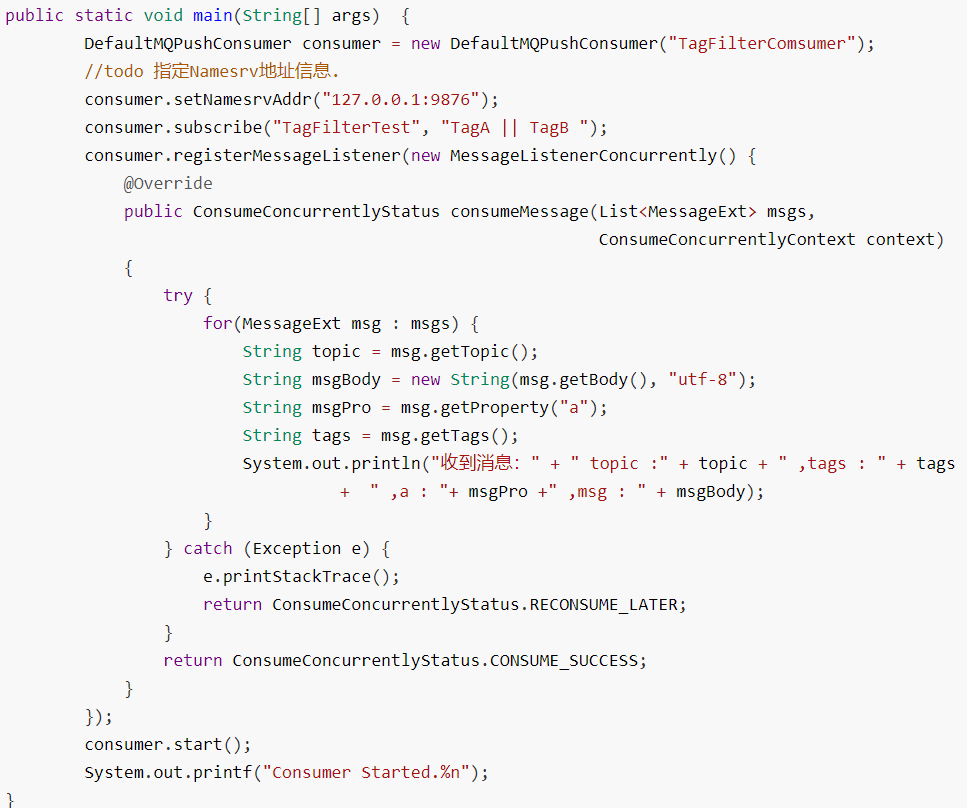 public static void main(String[] args)  {
        DefaultMQPushConsumer consumer = new DefaultMQPushConsumer("TagFilterComsumer");
        //todo 指定Namesrv地址信息.
        consumer.setNamesrvAddr("127.0.0.1:9876");
        consumer.subscribe("TagFilterTest", "TagA || TagB ");
        consumer.registerMessageListener(new MessageListenerConcurrently() {
            @Override
            public ConsumeConcurrentlyStatus consumeMessage(List<MessageExt> msgs,
                                                            ConsumeConcurrentlyContext context)
            {
                try {
                    for(MessageExt msg : msgs) {
                        String topic = msg.getTopic();
                        String msgBody = new String(msg.getBody(), "utf-8");
                        String msgPro = msg.getProperty("a");
                        String tags = msg.getTags();
                        System.out.println("收到消息：" + " topic :" + topic + " ,tags : " + tags
                                  +  " ,a : "+ msgPro +" ,msg : " + msgBody);
                    }
                } catch (Exception e) {
                    e.printStackTrace();
                    return ConsumeConcurrentlyStatus.RECONSUME_LATER;
                }
                return ConsumeConcurrentlyStatus.CONSUME_SUCCESS;
            }
        });
        consumer.start();
        System.out.printf("Consumer Started.%n");
}